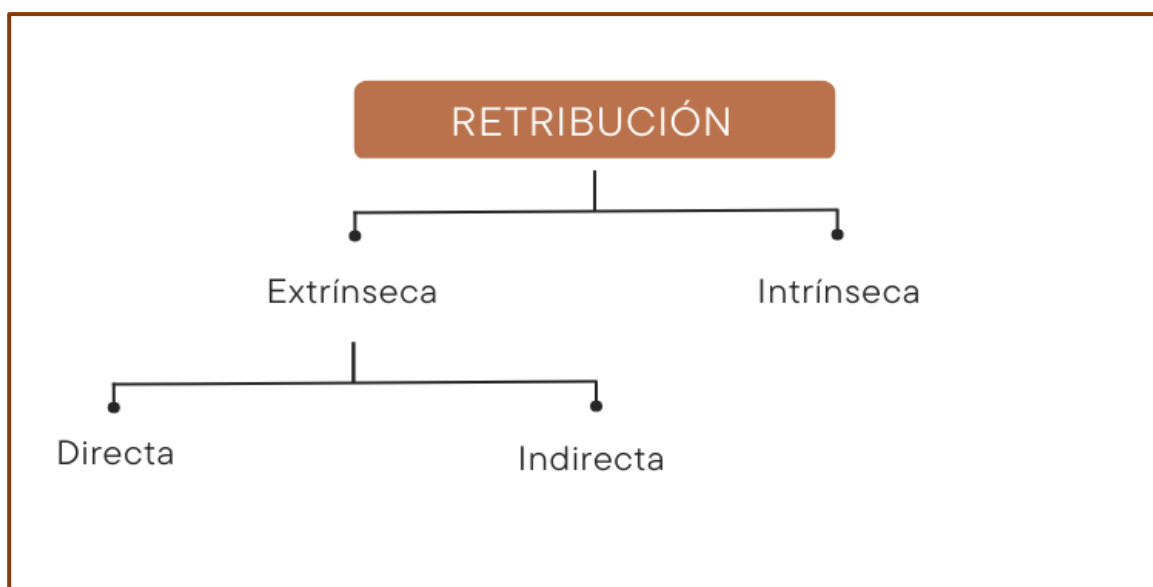 RETRIBUCIÓN
Extrínseca
Intrínseca
Directa
Indirecta